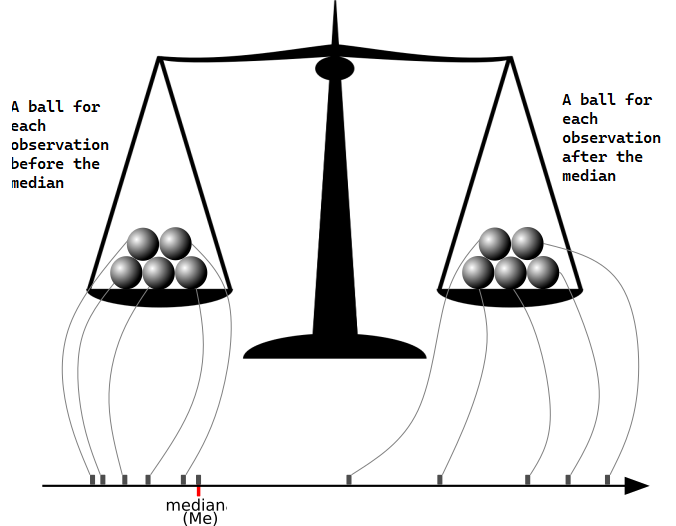 A ball for
each
observation
before the
median
A ball for
each
observation
after the
median
median
(Me)